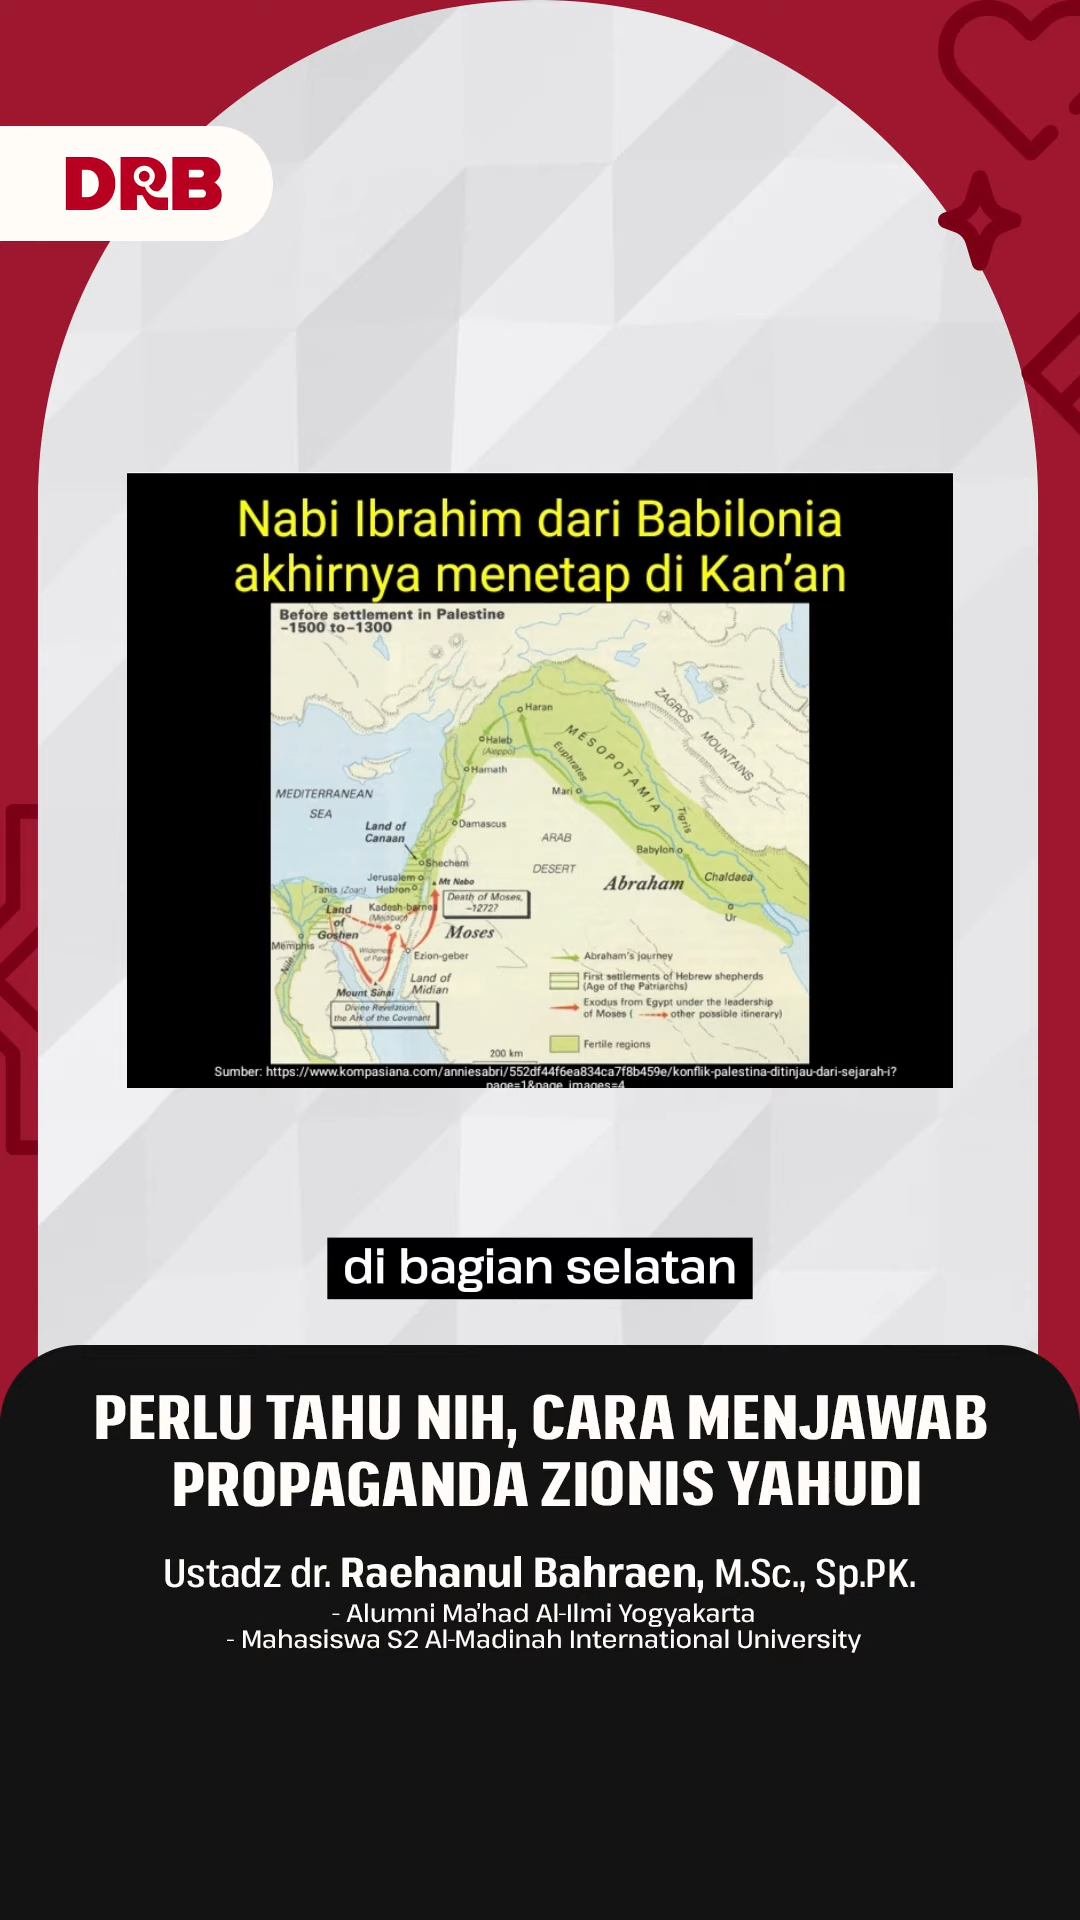 DRB
Nabi Ibrahim dari Babilonia
akhirnya menetap di Kan'an
Before settlement in Palestine
–1500 to –1300
Haran
ZAGROS MOUNTAINS
Haleb
(Aleppo)
MESOPOTAMIA
Euphrates
Hamath
Mari
Tigris
MEDITERRANEAN
SEA
Land of
Canaan
Damascus
ARAB
DESERT
Babylon
Shechem
Jerusalem
Mt Nebo
Abraham
Chaldaea
Tanis (Zoan)
Hebron
Death of Moses,
–1272?
Ur
Land
of
Goshen
Kadesh-barnea
Moses
Memphis
Wilderness
of Paran
Ezion-geber
Nile
Land of
Midian
Mount Sinai
Divine Revelation:
the Ark of the Covenant
Abraham's journey
First settlements of Hebrew shepherds
(Age of the Patriarchs)
Exodus from Egypt under the leadership
of Moses ( other possible itinerary)
Fertile regions
200 km
Sumber: https://www.kompasiana.com/anniesabri/552df44f6ea834ca7f8b459e/konflik-palestina-ditinjau-dari-sejarah-i?
page=1&page_images=4
di bagian selatan
PERLU TAHU NIH, CARA MENJAWAB
PROPAGANDA ZIONIS YAHUDI
Ustadz dr. Raehanul Bahraen, M.Sc., Sp.PK.
- Alumni Ma'had Al-Ilmi Yogyakarta
- Mahasiswa S2 Al-Madinah International University